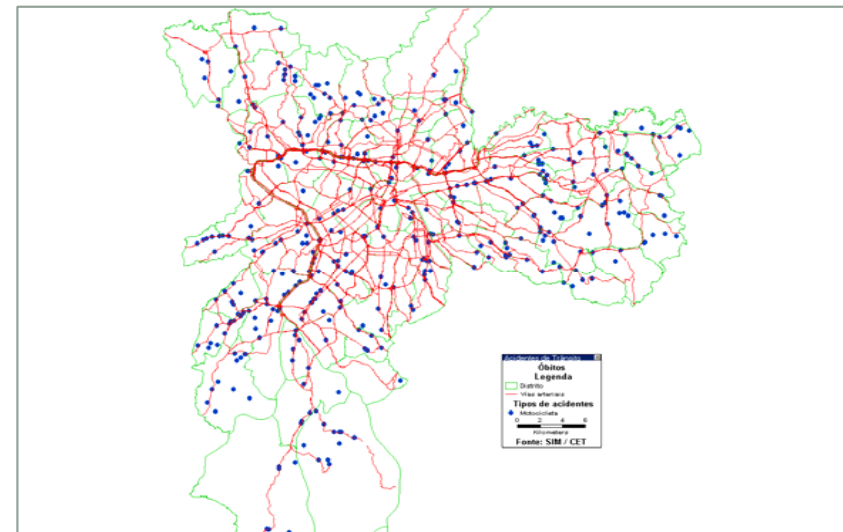 Acidentes de Trânsito
Óbitos
Legenda
Distrito
Vias arteriais
Tipos de acidentes
Motocicleta
0 2 4 6
Kilometers
Fonte: SIM / CET